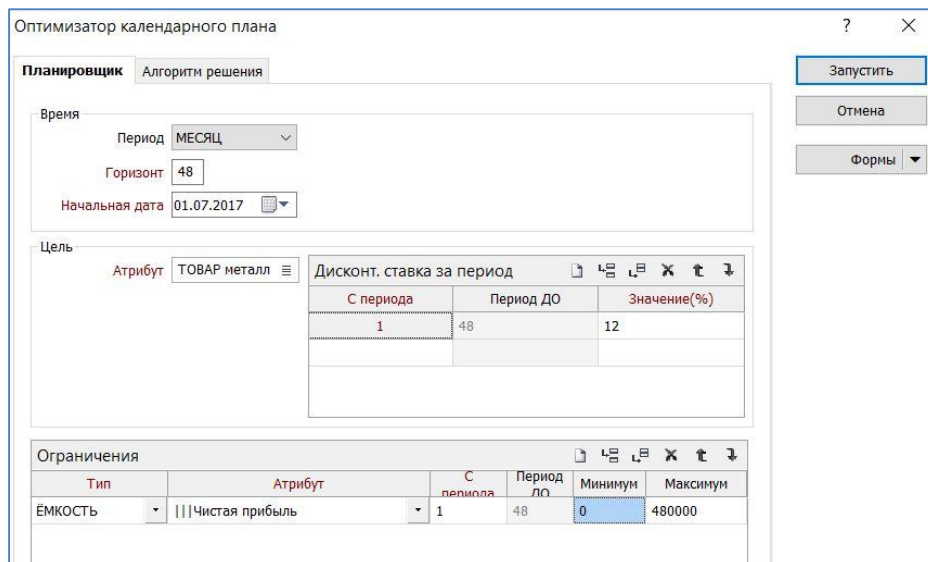 Оптимизатор календарного плана
?
Планировщик Алгоритм решения
Запустить
Отмена
Формы
Время
Период МЕСЯЦ
Горизонт 48
Начальная дата 01.07.2017
Цель
Атрибут ТОВАР металл
Дисконт. ставка за период
С периода Период ДО Значение(%)
1 48 12
Ограничения
Тип Атрибут С периода Период ДО Минимум Максимум
ЁМКОСТЬ |||Чистая прибыль 1 48 0 480000